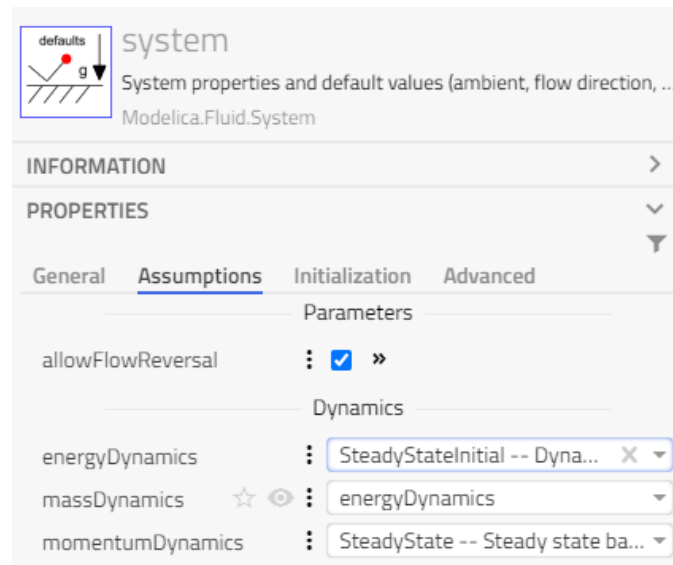 defaults
g
system
System properties and default values (ambient, flow direction, ...
Modelica.Fluid.System
INFORMATION
PROPERTIES
General Assumptions Initialization Advanced
Parameters
allowFlowReversal
Dynamics
energyDynamics SteadyStateInitial -- Dyna...
massDynamics energyDynamics
momentumDynamics SteadyState -- Steady state ba...